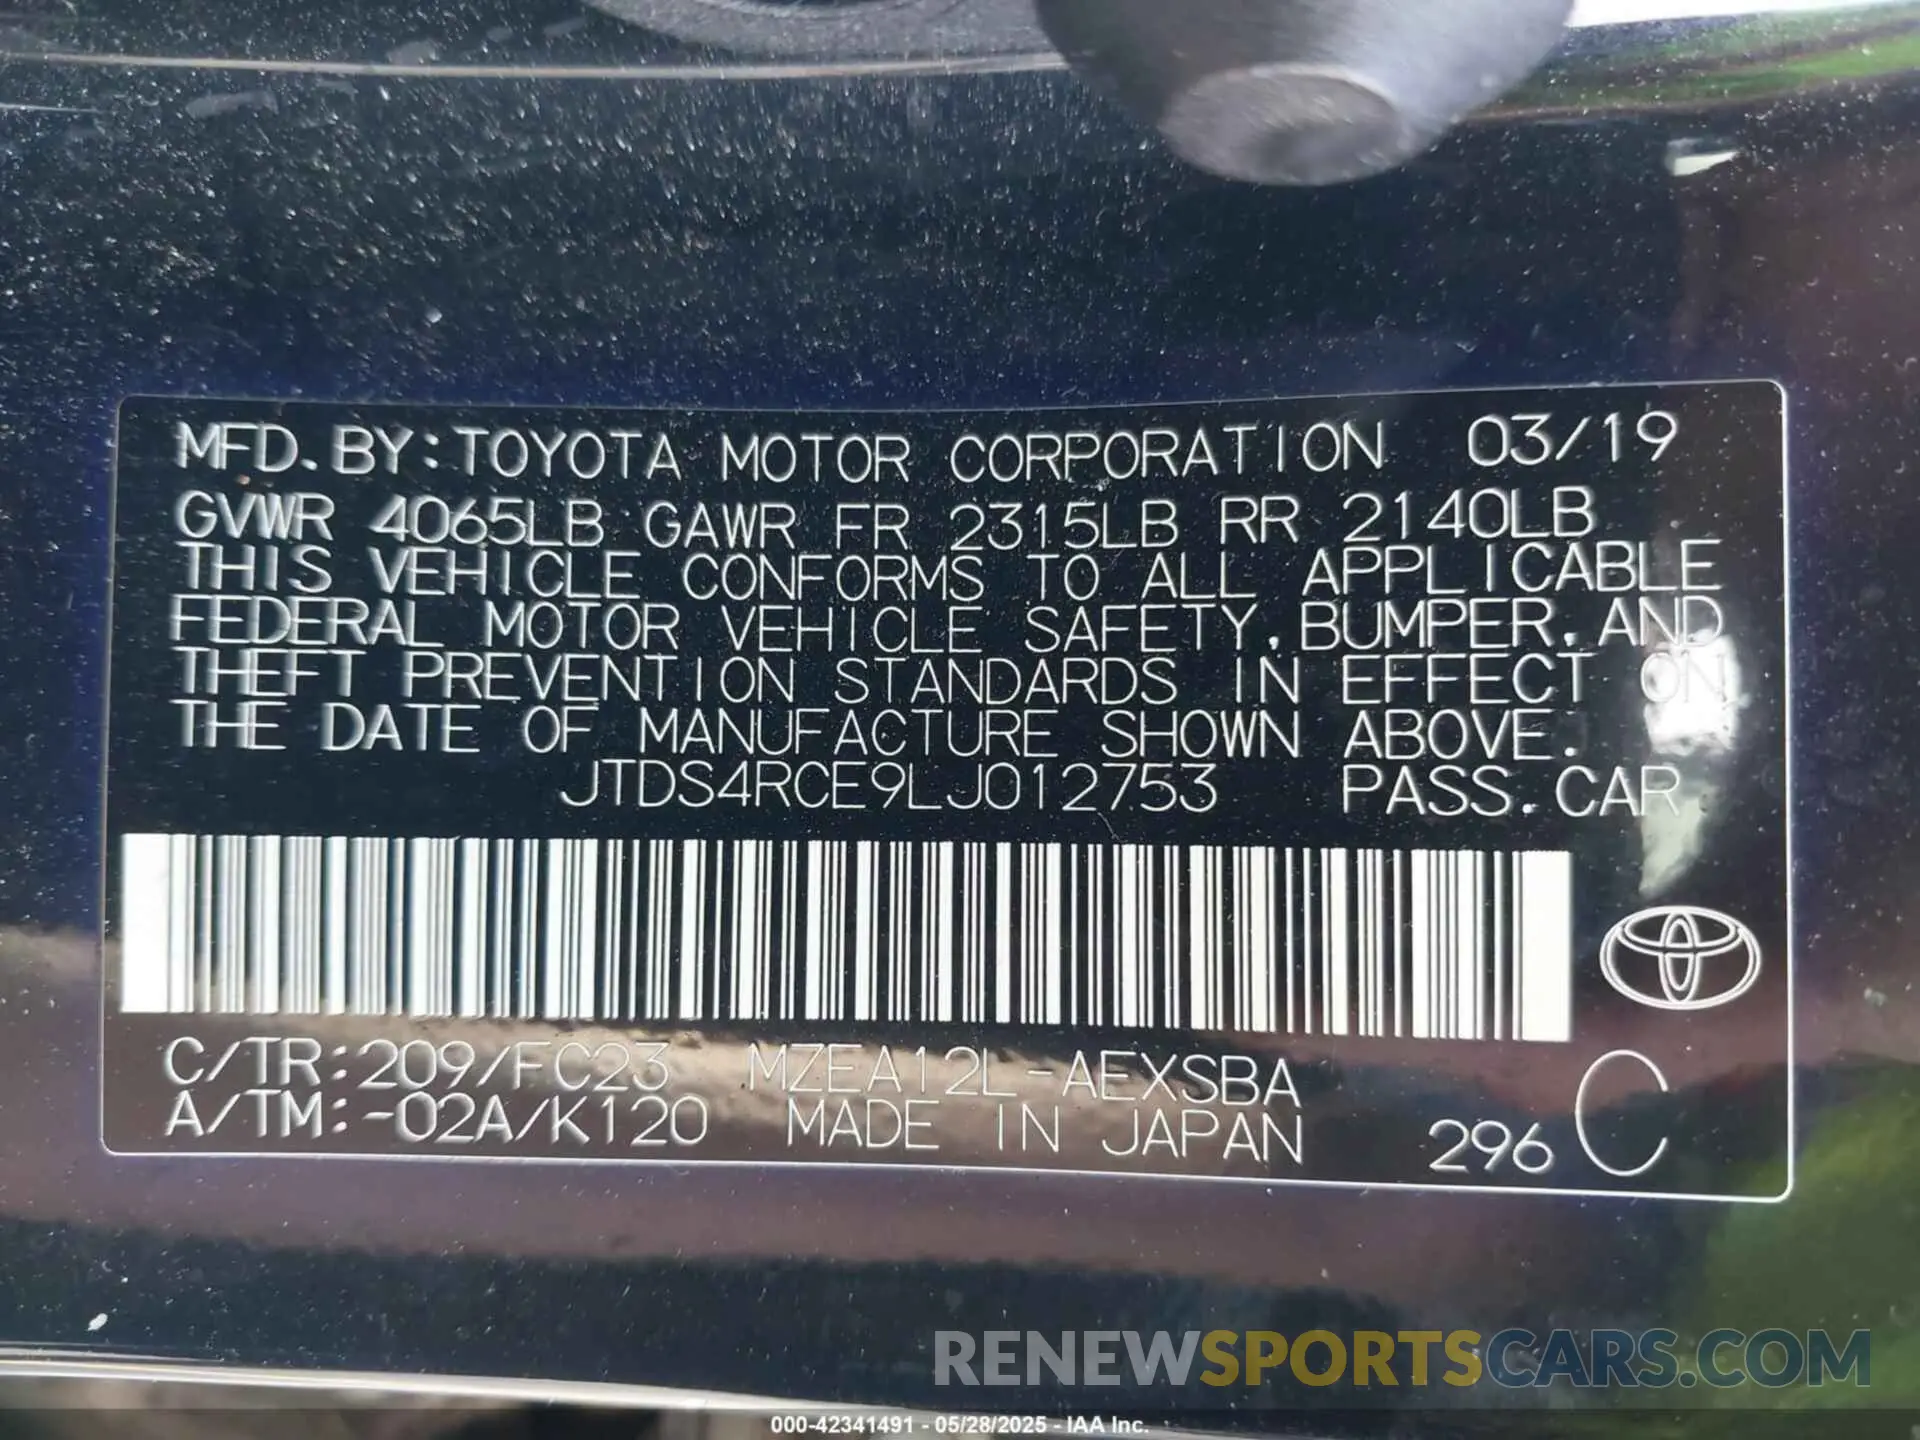 MFD. BY: TOYOTA MOTOR CORPORATION 03/19
GVWR 4065LB GAWR FR 2315LB RR 2140LB
THIS VEHICLE CONFORMS TO ALL APPLICABLE
FEDERAL MOTOR VEHICLE SAFETY, BUMPER, AND
THEFT PREVENTION STANDARDS IN EFFECT ON
THE DATE OF MANUFACTURE SHOWN ABOVE.
JTDS4RCE9LJ012753 PASS. CAR
C/TR: 209/FC23 MZEA12L-AEXSBA
A/TM: -02A/K120 MADE IN JAPAN 296 C
RENEWSPORTSCARS.COM
000-42341491 - 05/28/2025 - IAA Inc.